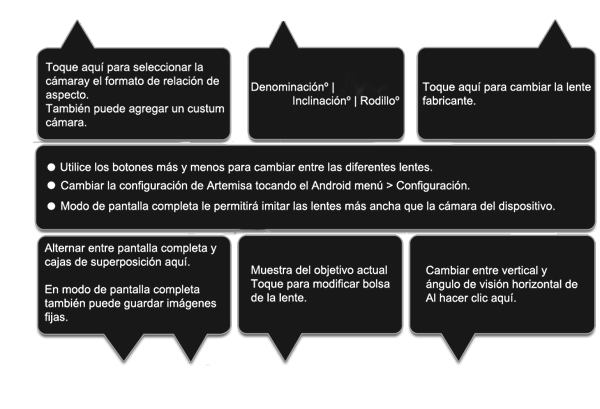 Toque aquí para seleccionar la
cámaray el formato de relación de
aspecto.
También puede agregar un custum
cámara.
Denominaciónº |
Inclinaciónº | Rodilloº
Toque aquí para cambiar la lente
fabricante.
● Utilice los botones más y menos para cambiar entre las diferentes lentes.
● Cambiar la configuración de Artemisa tocando el Android menú > Configuración.
● Modo de pantalla completa le permitirá imitar las lentes más ancha que la cámara del dispositivo.
Alternar entre pantalla completa y
cajas de superposición aquí.
En modo de pantalla completa
también puede guardar imágenes
fijas.
Muestra del objetivo actual
Toque para modificar bolsa
de la lente.
Cambiar entre vertical y
ángulo de visión horizontal de
Al hacer clic aquí.